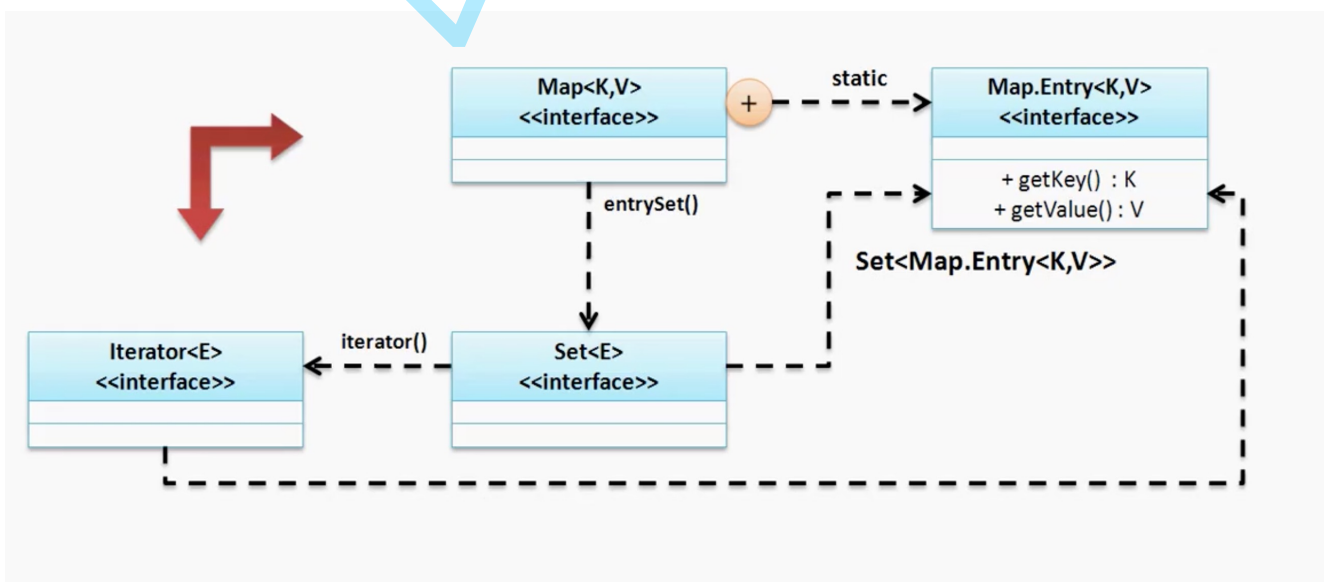 Map<K,V>
<<interface>>
+
static
Map.Entry<K,V>
<<interface>>
+ getKey() : K
+ getValue() : V
entrySet()
Set<Map.Entry<K,V>>
Iterator<E>
<<interface>>
iterator()
Set<E>
<<interface>>